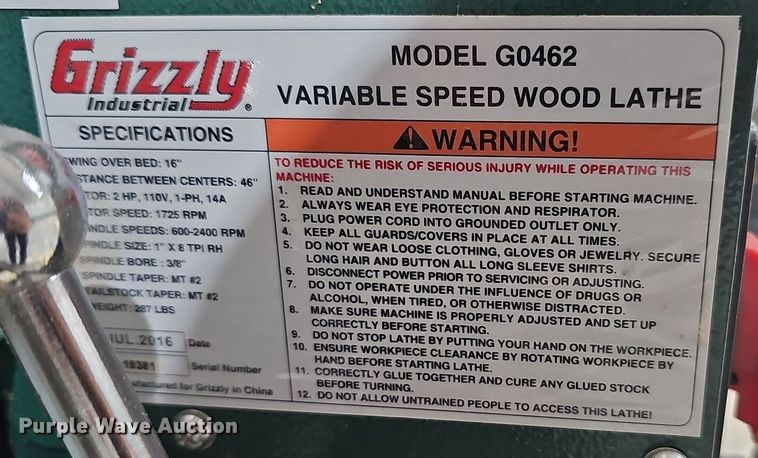 Grizzly
Industrial
®
MODEL G0462
VARIABLE SPEED WOOD LATHE
SPECIFICATIONS
WING OVER BED: 16"
STANCE BETWEEN CENTERS: 46"
TOR: 2 HP, 110V, 1-PH, 14A
TOR SPEED: 1725 RPM
INDLE SPEEDS: 600-2400 RPM
PINDLE SIZE: 1" X 8 TPI RH
SPINDLE BORE: 3/8"
SPINDLE TAPER: MT #2
TAILSTOCK TAPER: MT #2
WEIGHT: 287 LBS
JUL.2016 Date
19381 Serial Number
ufactured for Grizzly in China
WARNING!
TO REDUCE THE RISK OF SERIOUS INJURY WHILE OPERATING THIS
MACHINE:
1. READ AND UNDERSTAND MANUAL BEFORE STARTING MACHINE.
2. ALWAYS WEAR EYE PROTECTION AND RESPIRATOR.
3. PLUG POWER CORD INTO GROUNDED OUTLET ONLY.
4. KEEP ALL GUARDS/COVERS IN PLACE AT ALL TIMES.
5. DO NOT WEAR LOOSE CLOTHING, GLOVES OR JEWELRY. SECURE
LONG HAIR AND BUTTON ALL LONG SLEEVE SHIRTS.
6. DISCONNECT POWER PRIOR TO SERVICING OR ADJUSTING.
7. DO NOT OPERATE UNDER THE INFLUENCE OF DRUGS OR
ALCOHOL, WHEN TIRED, OR OTHERWISE DISTRACTED.
8. MAKE SURE MACHINE IS PROPERLY ADJUSTED AND SET UP
CORRECTLY BEFORE STARTING.
9. DO NOT STOP LATHE BY PUTTING YOUR HAND ON THE WORKPIECE.
10. ENSURE WORKPIECE CLEARANCE BY ROTATING WORKPIECE BY
HAND BEFORE STARTING LATHE.
11. CORRECTLY GLUE TOGETHER AND CURE ANY GLUED STOCK
BEFORE TURNING.
12. DO NOT ALLOW UNTRAINED PEOPLE TO ACCESS THIS LATHE!
Purple Wave Auction